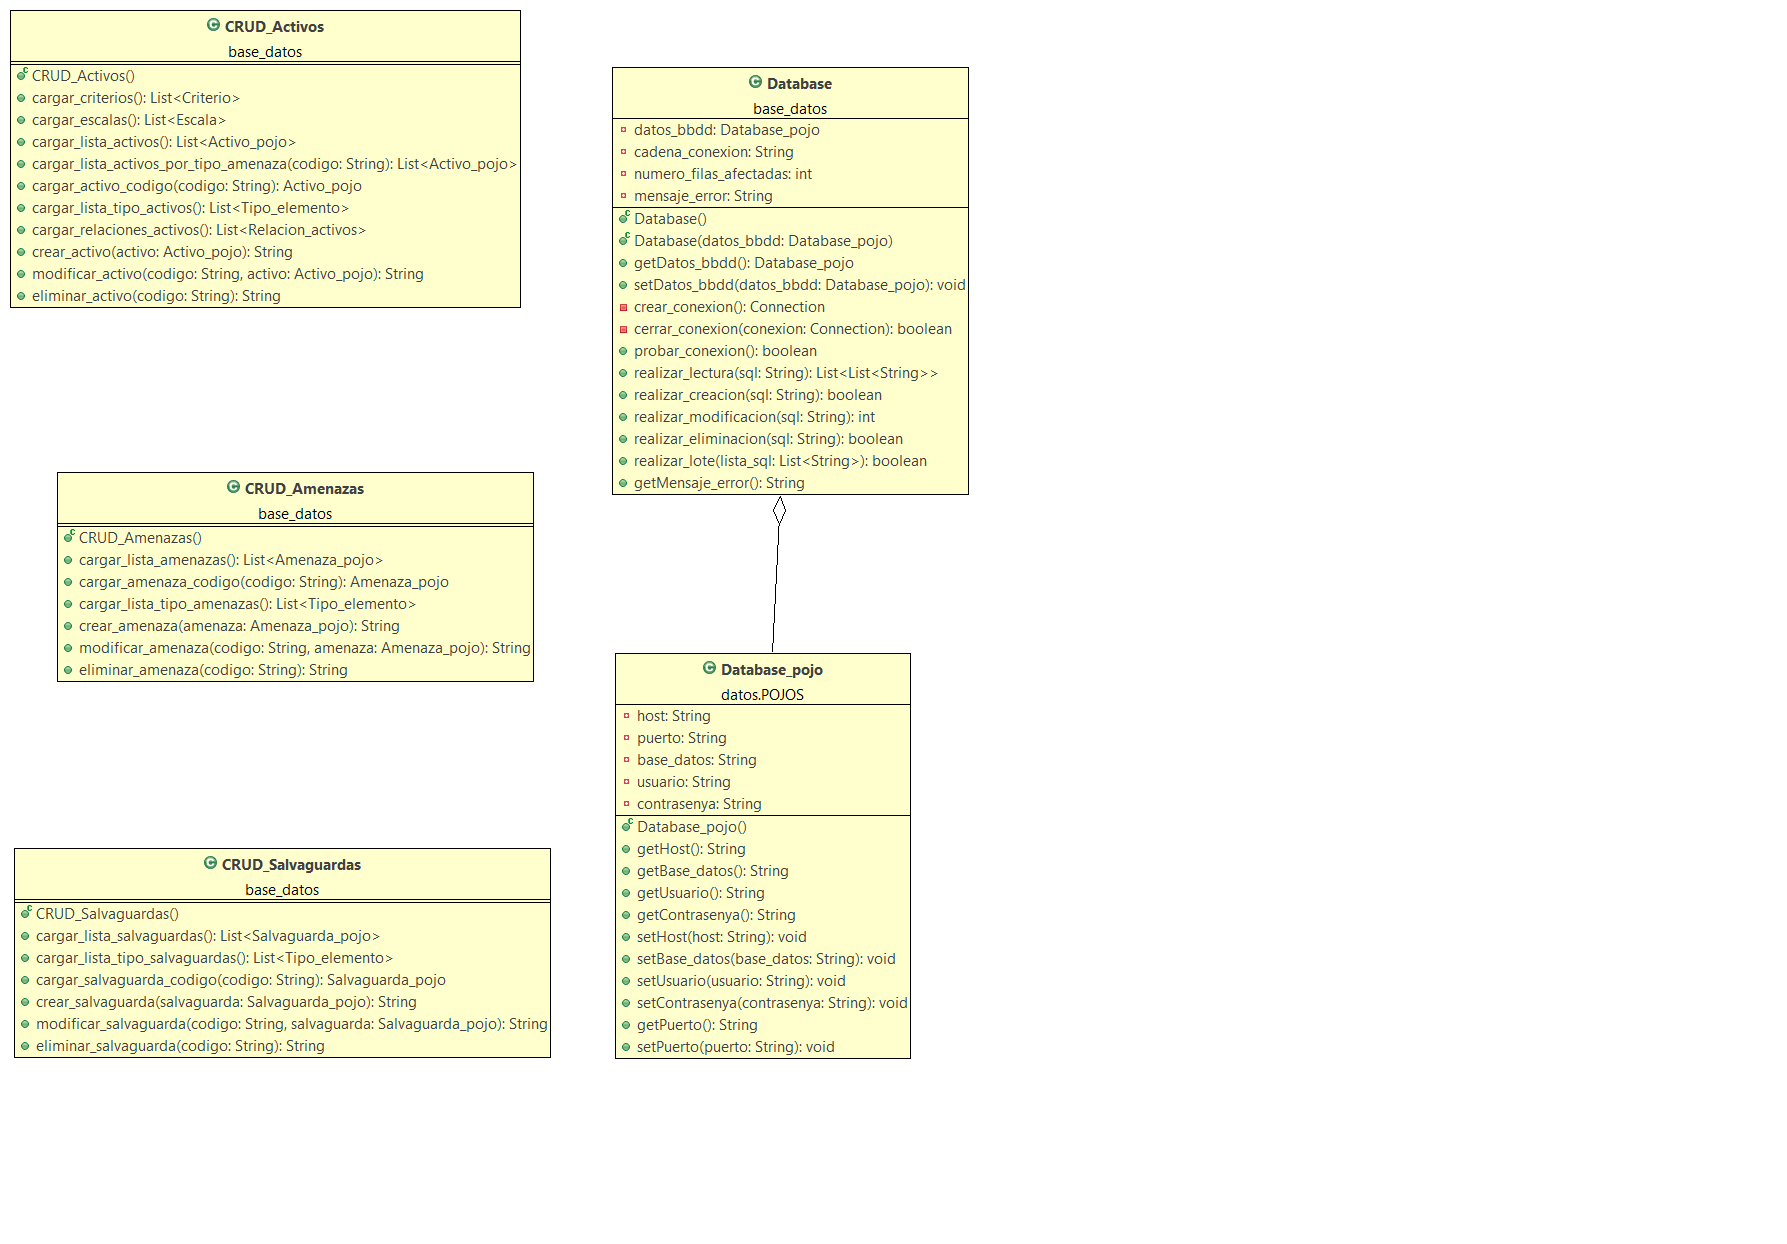 CRUD_Activos
base_datos
CRUD_Activos()
cargar_criterios(): List<Criterio>
cargar_escalas(): List<Escala>
cargar_lista_activos(): List<Activo_pojo>
cargar_lista_activos_por_tipo_amenaza(codigo: String): List<Activo_pojo>
cargar_activo_codigo(codigo: String): Activo_pojo
cargar_lista_tipo_activos(): List<Tipo_elemento>
cargar_relaciones_activos(): List<Relacion_activos>
crear_activo(activo: Activo_pojo): String
modificar_activo(codigo: String, activo: Activo_pojo): String
eliminar_activo(codigo: String): String
CRUD_Amenazas
base_datos
CRUD_Amenazas()
cargar_lista_amenazas(): List<Amenaza_pojo>
cargar_amenaza_codigo(codigo: String): Amenaza_pojo
cargar_lista_tipo_amenazas(): List<Tipo_elemento>
crear_amenaza(amenaza: Amenaza_pojo): String
modificar_amenaza(codigo: String, amenaza: Amenaza_pojo): String
eliminar_amenaza(codigo: String): String
CRUD_Salvaguardas
base_datos
CRUD_Salvaguardas()
cargar_lista_salvaguardas(): List<Salvaguarda_pojo>
cargar_lista_tipo_salvaguardas(): List<Tipo_elemento>
cargar_salvaguarda_codigo(codigo: String): Salvaguarda_pojo
crear_salvaguarda(salvaguarda: Salvaguarda_pojo): String
modificar_salvaguarda(codigo: String, salvaguarda: Salvaguarda_pojo): String
eliminar_salvaguarda(codigo: String): String
Database
base_datos
datos_bbdd: Database_pojo
cadena_conexion: String
numero_filas_afectadas: int
mensaje_error: String
Database()
Database(datos_bbdd: Database_pojo)
getDatos_bbdd(): Database_pojo
setDatos_bbdd(datos_bbdd: Database_pojo): void
crear_conexion(): Connection
cerrar_conexion(conexion: Connection): boolean
probar_conexion(): boolean
realizar_lectura(sql: String): List<List<String>>
realizar_creacion(sql: String): boolean
realizar_modificacion(sql: String): int
realizar_eliminacion(sql: String): boolean
realizar_lote(lista_sql: List<String>): boolean
getMensaje_error(): String
Database_pojo
datos.POJOS
host: String
puerto: String
base_datos: String
usuario: String
contrasenya: String
Database_pojo()
getHost(): String
getBase_datos(): String
getUsuario(): String
getContrasenya(): String
setHost(host: String): void
setBase_datos(base_datos: String): void
setUsuario(usuario: String): void
setContrasenya(contrasenya: String): void
getPuerto(): String
setPuerto(puerto: String): void